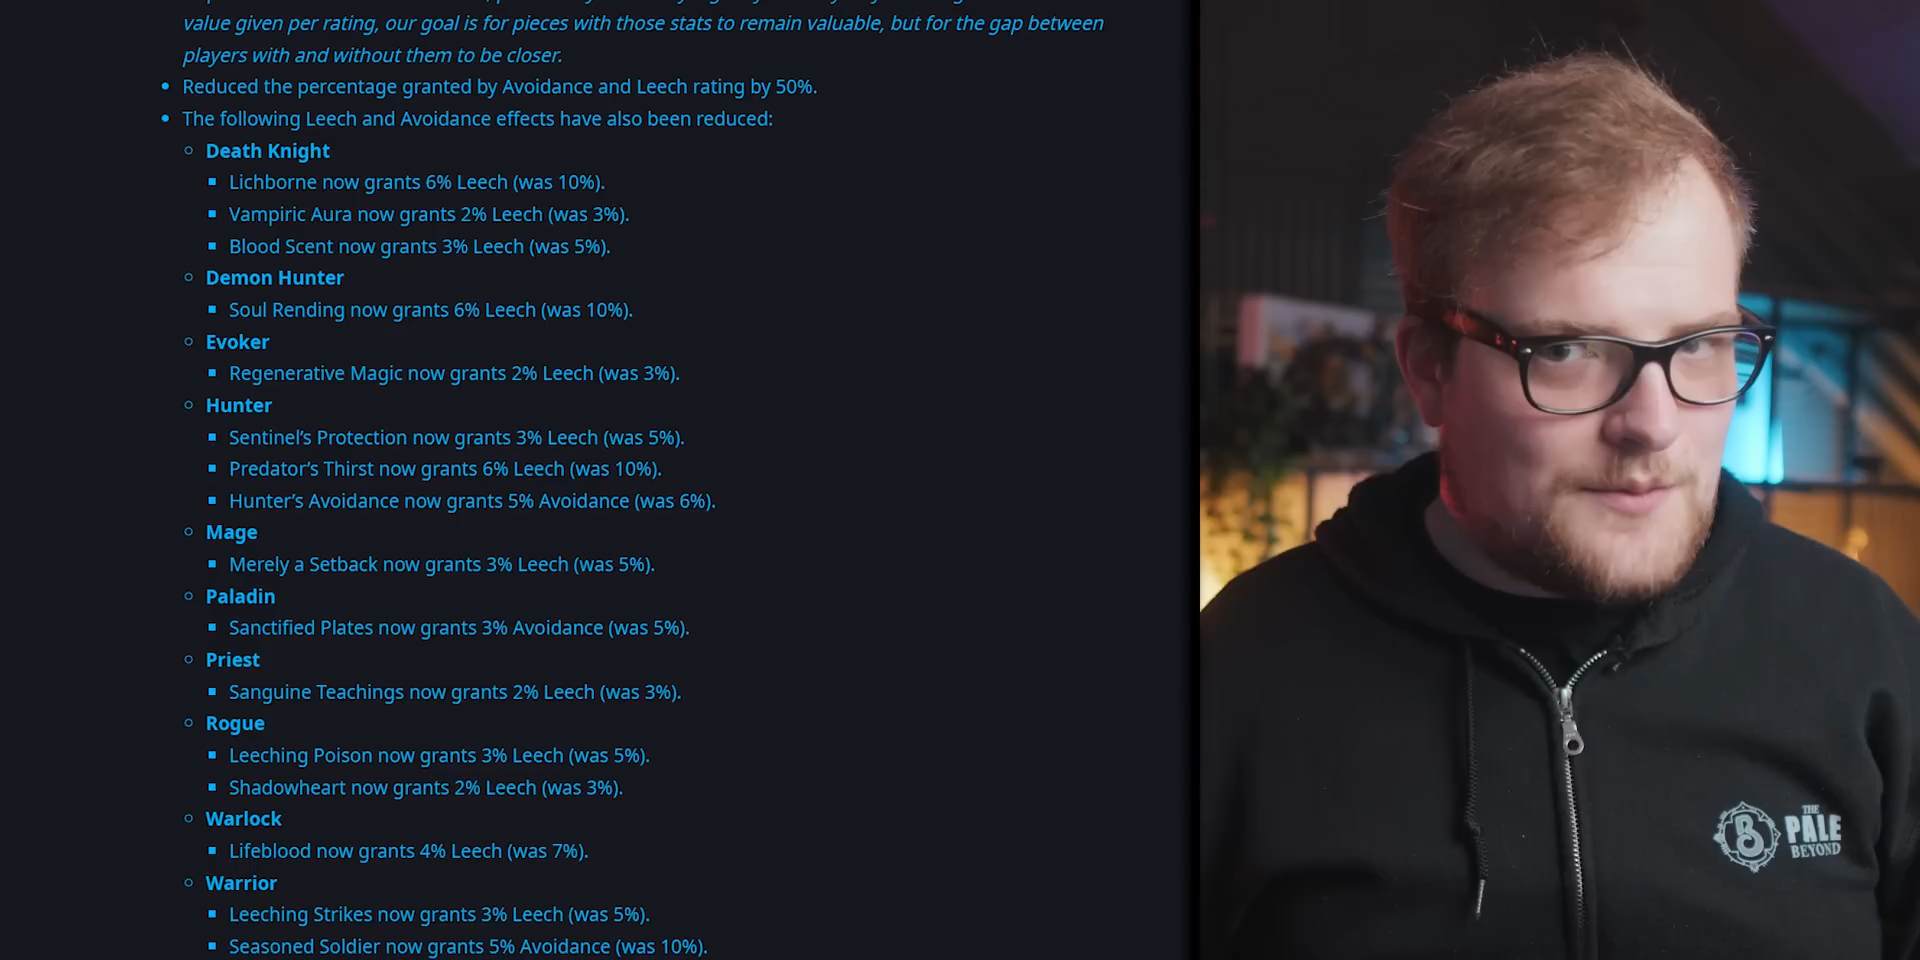 value given per rating, our goal is for pieces with those stats to remain valuable, but for the gap between
players with and without them to be closer.
Reduced the percentage granted by Avoidance and Leech rating by 50%.
The following Leech and Avoidance effects have also been reduced:
Death Knight
Lichborne now grants 6% Leech (was 10%).
Vampiric Aura now grants 2% Leech (was 3%).
Blood Scent now grants 3% Leech (was 5%).
Demon Hunter
Soul Rending now grants 6% Leech (was 10%).
Evoker
Regenerative Magic now grants 2% Leech (was 3%).
Hunter
Sentinel's Protection now grants 3% Leech (was 5%).
Predator's Thirst now grants 6% Leech (was 10%).
Hunter's Avoidance now grants 5% Avoidance (was 6%).
Mage
Merely a Setback now grants 3% Leech (was 5%).
Paladin
Sanctified Plates now grants 3% Avoidance (was 5%).
Priest
Sanguine Teachings now grants 2% Leech (was 3%).
Rogue
Leeching Poison now grants 3% Leech (was 5%).
Shadowheart now grants 2% Leech (was 3%).
Warlock
Lifeblood now grants 4% Leech (was 7%).
Warrior
Leeching Strikes now grants 3% Leech (was 5%).
Seasoned Soldier now grants 5% Avoidance (was 10%).
B
THE
PALE
BEYOND